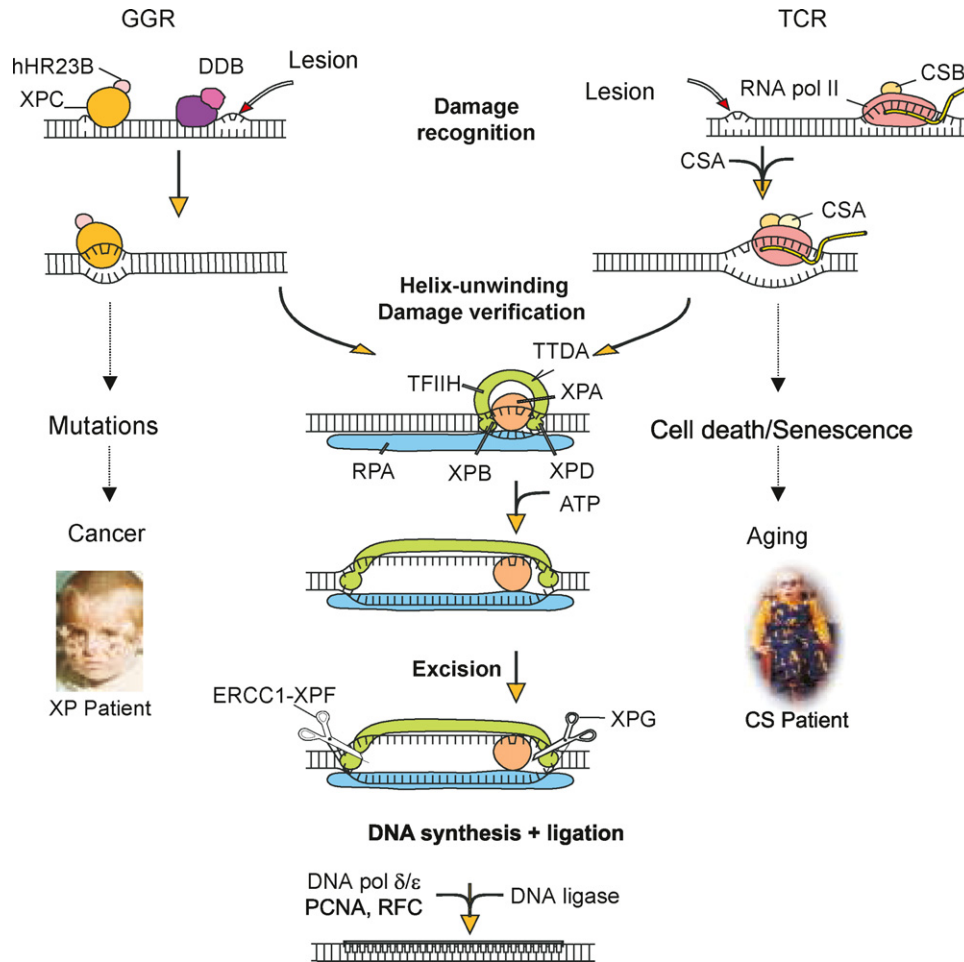 GGR
TCR
hHR23B
XPC
DDB
Lesion
Damage
recognition
Lesion
RNA pol II
CSB
CSA
CSA
Helix-unwinding
Damage verification
TTDA
TFIIH
XPA
Mutations
RPA
XPB
XPD
Cell death/Senescence
ATP
Cancer
Aging
XP Patient
CS Patient
Excision
ERCC1-XPF
XPG
DNA synthesis + ligation
DNA pol δ/ε
PCNA, RFC
DNA ligase